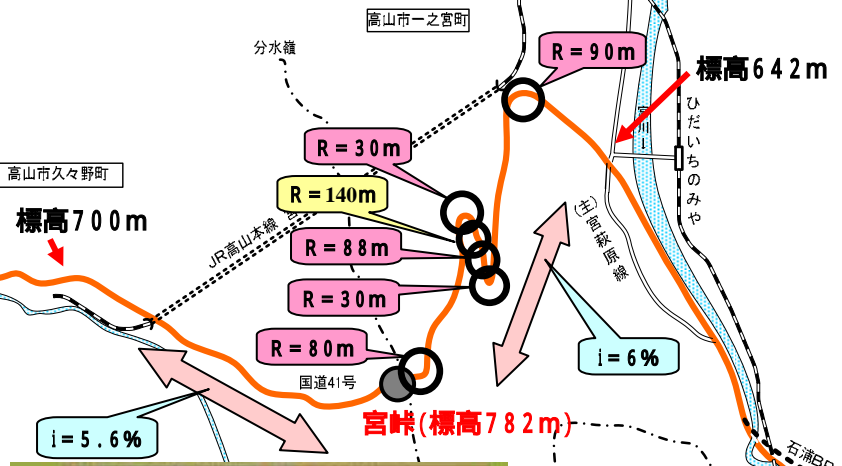 高山市一之宮町
分水嶺
R=90m
標高642m
宮川→
ひだいちのみや
R=30m
高山市久々野町
R=140m
標高700m
(主)宮萩原線
JR高山本線
R=88m
R=30m
R=80m
i=6%
国道41号
宮峠(標高782m)
i=5.6%
石浦BP